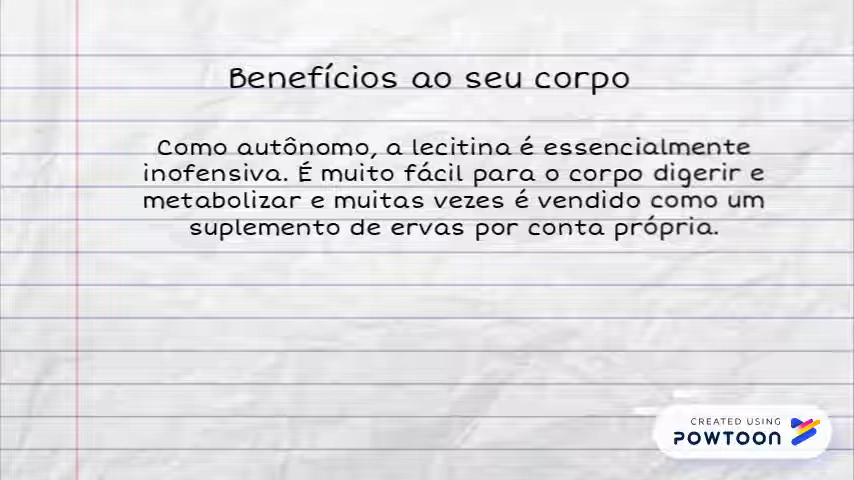 Benefícios ao seu corpo
Como autônomo, a lecitina é essencialmente
inofensiva. É muito fácil para o corpo digerir e
metabolizar e muitas vezes é vendido como um
suplemento de ervas por conta própria.
CREATED USING
POWTOON